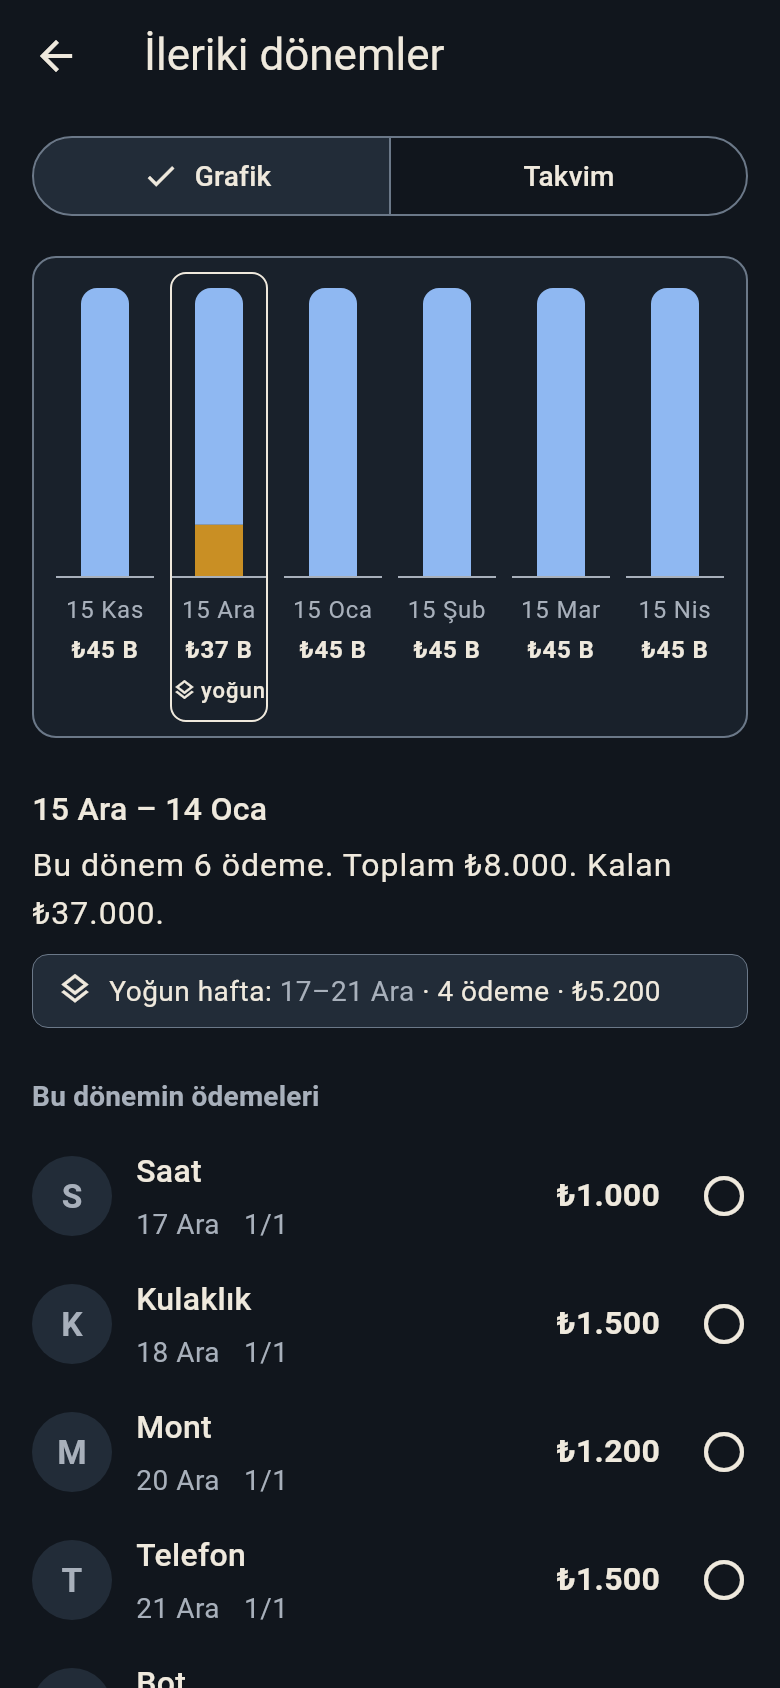 İleriki dönemler
Grafik
Takvim
15 Kas
₺45 B
15 Ara
₺37 B
yoğun
15 Oca
₺45 B
15 Şub
₺45 B
15 Mar
₺45 B
15 Nis
₺45 B
15 Ara – 14 Oca
Bu dönem 6 ödeme. Toplam ₺8.000. Kalan
₺37.000.
Yoğun hafta: 17–21 Ara · 4 ödeme · ₺5.200
Bu dönemin ödemeleri
S
Saat
17 Ara 1/1
₺1.000
K
Kulaklık
18 Ara 1/1
₺1.500
M
Mont
20 Ara 1/1
₺1.200
T
Telefon
21 Ara 1/1
₺1.500
Bot